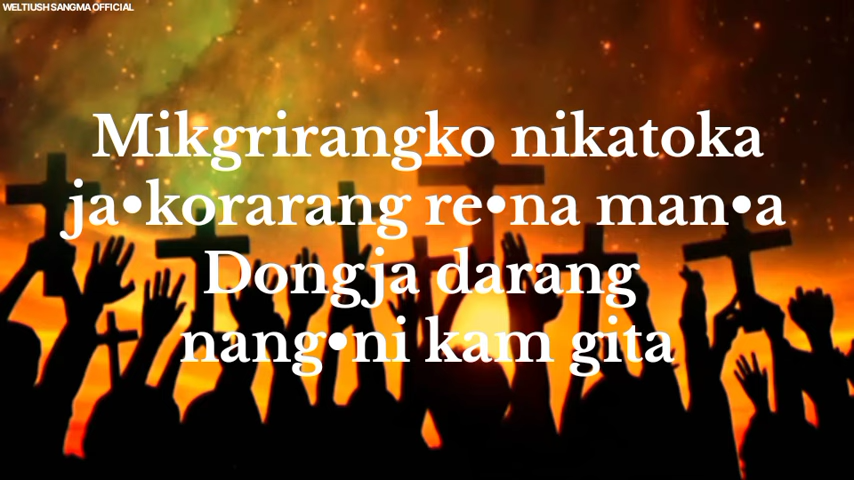 WELTIUSH SANGMA OFFICIAL
Mikgrirangko nikatoka
ja•korarang re•na man•a
Dongja darang
nang•ni kam gita